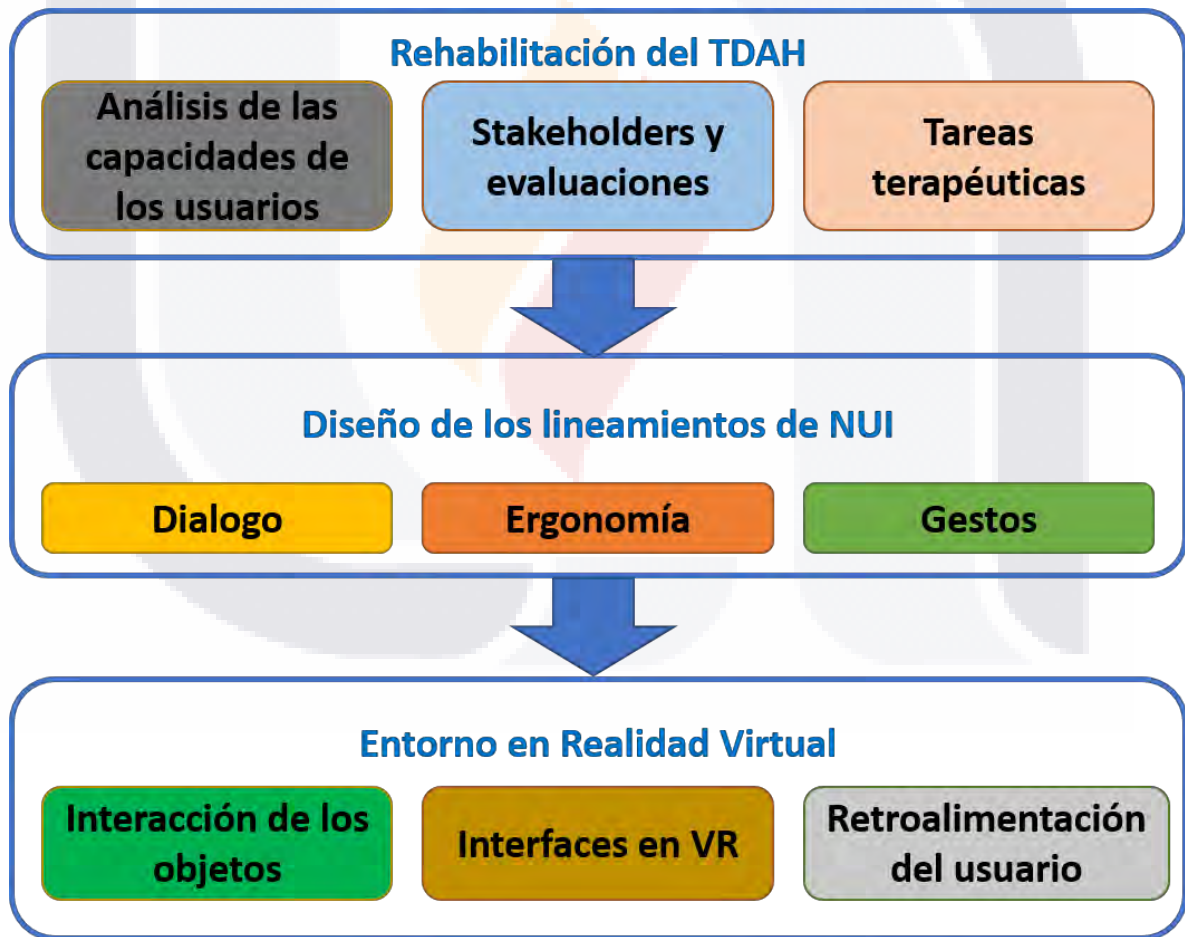 Rehabilitación del TDAH
Análisis de las
capacidades de
los usuarios
Stakeholders y
evaluaciones
Tareas
terapéuticas
Diseño de los lineamientos de NUI
Dialogo
Ergonomía
Gestos
Entorno en Realidad Virtual
Interacción de los
objetos
Interfaces en VR
Retroalimentación
del usuario